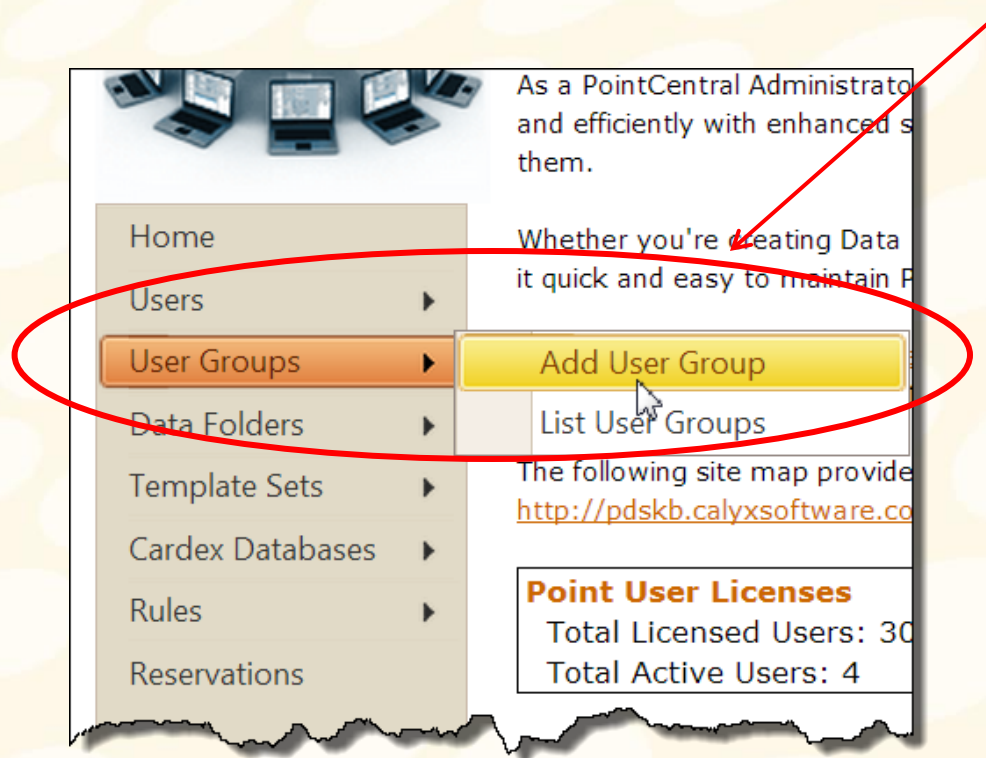 As a PointCentral Administrato
and efficiently with enhanced s
them.
Whether you're creating Data
it quick and easy to maintain P
Home
Users
User Groups
Data Folders
Template Sets
Cardex Databases
Rules
Reservations
Add User Group
List User Groups
The following site map provide
http://pdskb.calyxsoftware.co
Point User Licenses
Total Licensed Users: 30
Total Active Users: 4